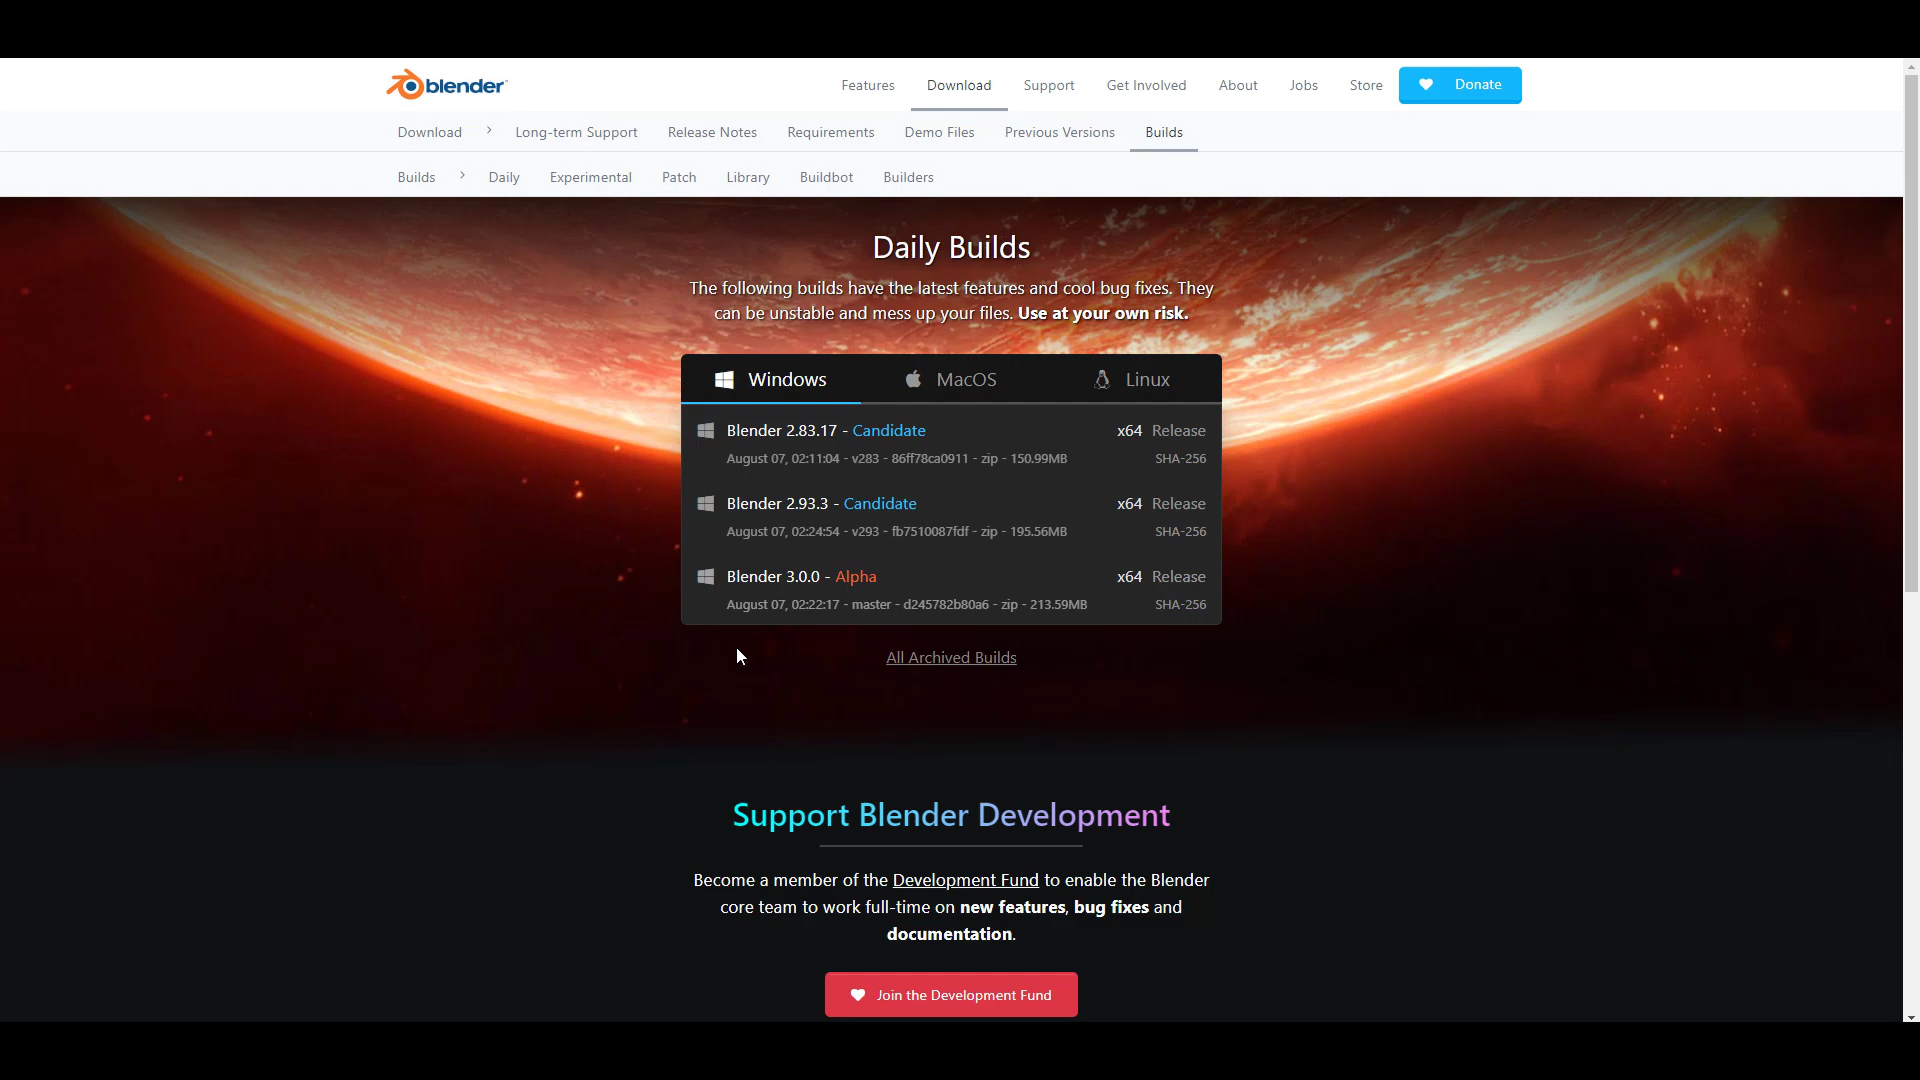 blender
Features Download Support Get Involved About Jobs Store Donate
Download > Long-term Support Release Notes Requirements Demo Files Previous Versions Builds
Builds > Daily Experimental Patch Library Buildbot Builders
Daily Builds
The following builds have the latest features and cool bug fixes. They
can be unstable and mess up your files. Use at your own risk.
Windows MacOS Linux
Blender 2.83.17 - Candidate x64 Release
August 07, 02:11:04 - v283 - 86ff78ca0911 - zip - 150.99MB SHA-256
Blender 2.93.3 - Candidate x64 Release
August 07, 02:24:54 - v293 - fb7510087fdf - zip - 195.56MB SHA-256
Blender 3.0.0 - Alpha x64 Release
August 07, 02:22:17 - master - d245782b80a6 - zip - 213.59MB SHA-256
All Archived Builds
Support Blender Development
Become a member of the Development Fund to enable the Blender
core team to work full-time on new features, bug fixes and
documentation.
Join the Development Fund